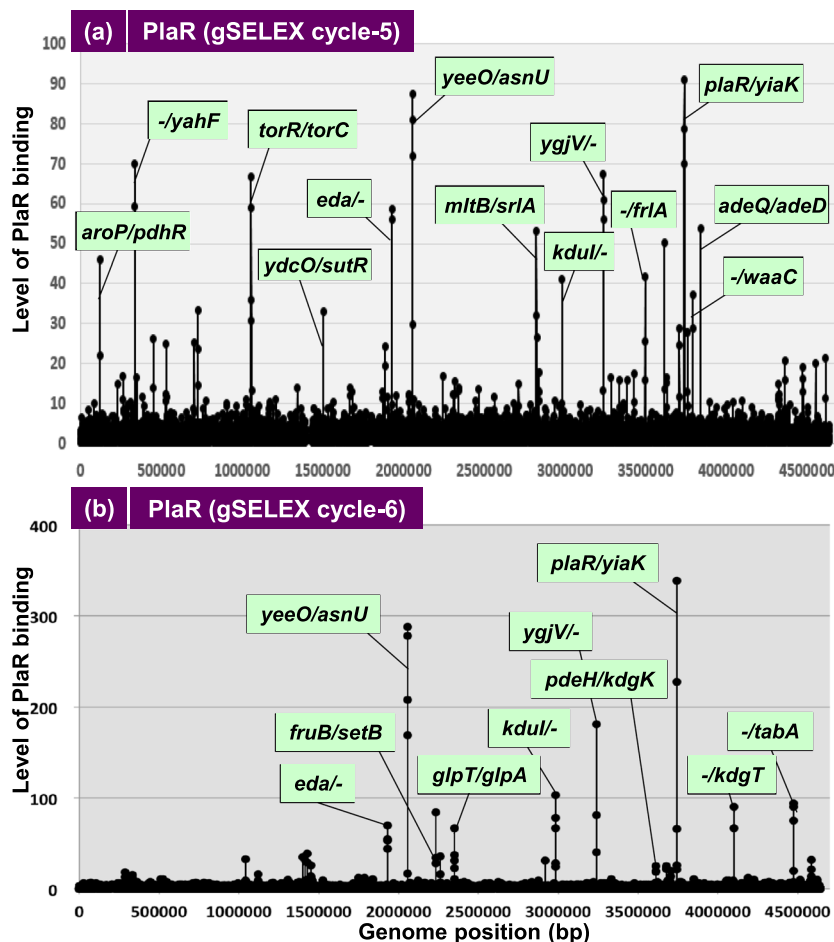 (a) PlaR (gSELEX cycle-5)
Level of PlaR binding
100
90
80
70
60
50
40
30
20
10
0
yeeO/asnU
plaR/yiaK
-/yahF
torR/torC
ygjV/-
eda/-
mltB/srlA
-/frlA
adeQ/adeD
aroP/pdhR
ydcO/sutR
kduI/-
-/waaC
0 500000 1000000 1500000 2000000 2500000 3000000 3500000 4000000 4500000
(b) PlaR (gSELEX cycle-6)
Level of PlaR binding
400
300
200
100
0
plaR/yiaK
yeeO/asnU
ygjV/-
pdeH/kdgK
fruB/setB
kduI/-
-/tabA
eda/-
glpT/glpA
-/kdgT
0 500000 1000000 1500000 2000000 2500000 3000000 3500000 4000000 4500000
Genome position (bp)